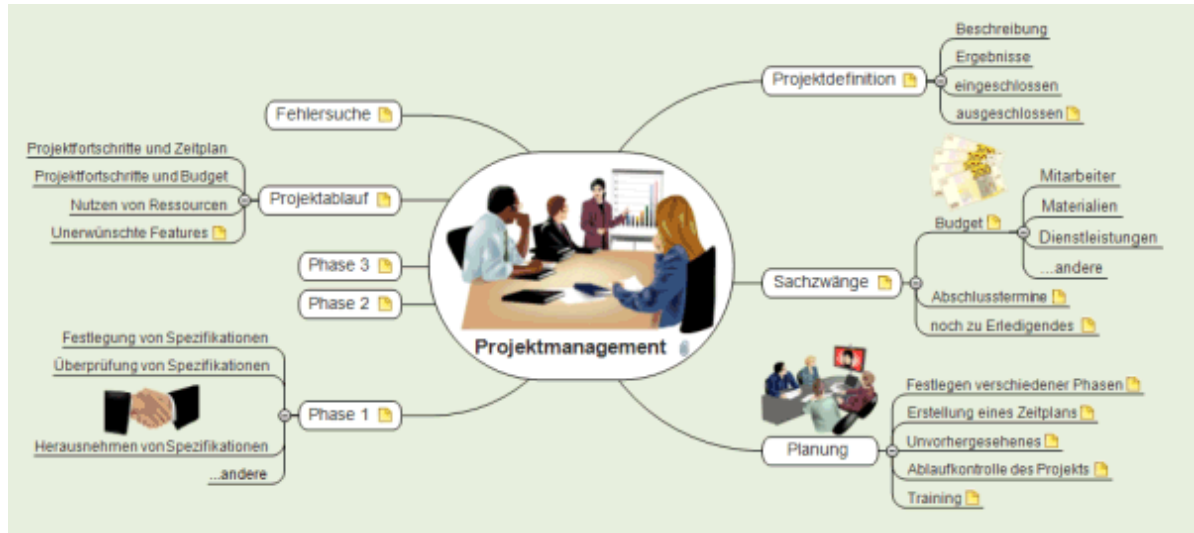 Projektmanagement
Projektdefinition
Beschreibung
Ergebnisse
eingeschlossen
ausgeschlossen
Sachzwänge
Budget
Mitarbeiter
Materialien
Dienstleistungen
...andere
Abschlusstermine
noch zu Erledigendes
Planung
Festlegen verschiedener Phasen
Erstellung eines Zeitplans
Unvorhergesehenes
Ablaufkontrolle des Projekts
Training
Phase 1
Festlegung von Spezifikationen
Überprüfung von Spezifikationen
Herausnehmen von Spezifikationen
...andere
Phase 2
Phase 3
Projektablauf
Projektfortschritte und Zeitplan
Projektfortschritte und Budget
Nutzen von Ressourcen
Unerwünschte Features
Fehlersuche